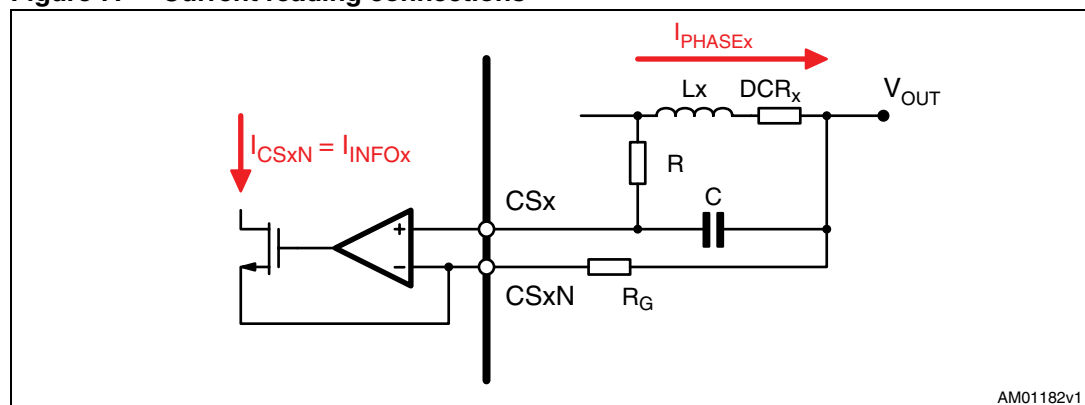 I_PHASEx
Lx
DCR_x
V_OUT
I_CSxN = I_INFOx
R
C
CSx
+
−
CSxN
R_G
AM01182v1